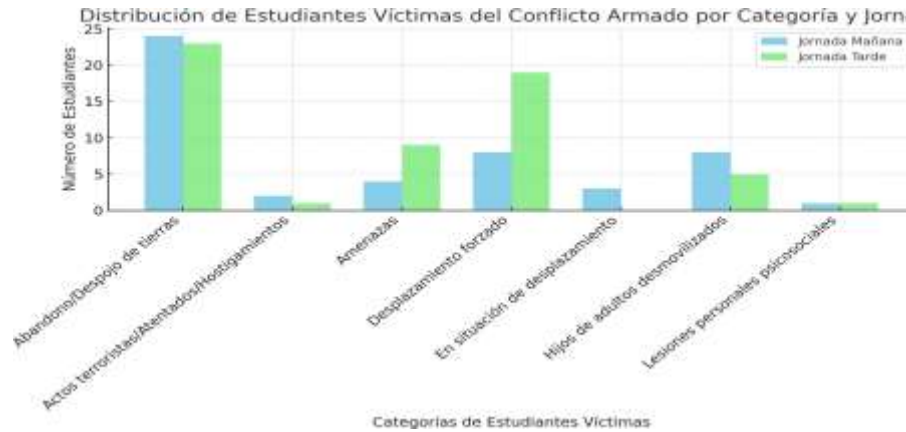 Distribución de Estudiantes Víctimas del Conflicto Armado por Categoría y Jorn
Jornada Mañana
Jornada Tarde
Número de Estudiantes
25
20
15
10
5
0
Abandono/Despojo de tierras
Actos terroristas/Atentados/Hostigamientos
Amenazas
Desplazamiento forzado
En situación de desplazamiento
Hijos de adultos desmovilizados
Lesiones personales psicosociales
Categorías de Estudiantes Víctimas